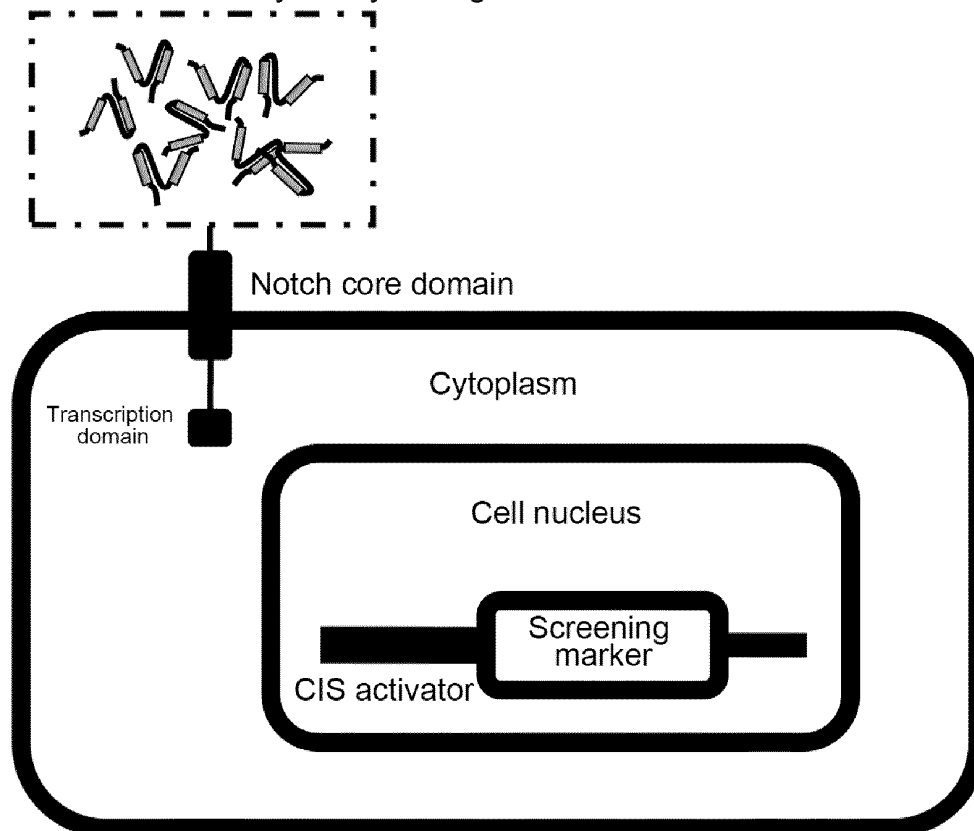 Notch core domain
Cytoplasm
Transcription
domain
Cell nucleus
Screening
marker
CIS activator